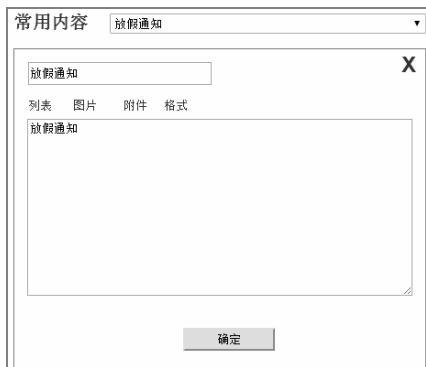 常用内容 放假通知
X
放假通知
列表 图片 附件 格式
放假通知
确定